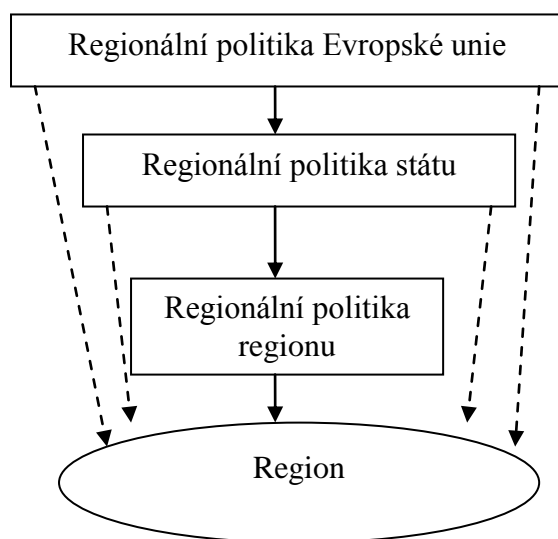 Regionální politika Evropské unie
Regionální politika státu
Regionální politika
regionu
Region